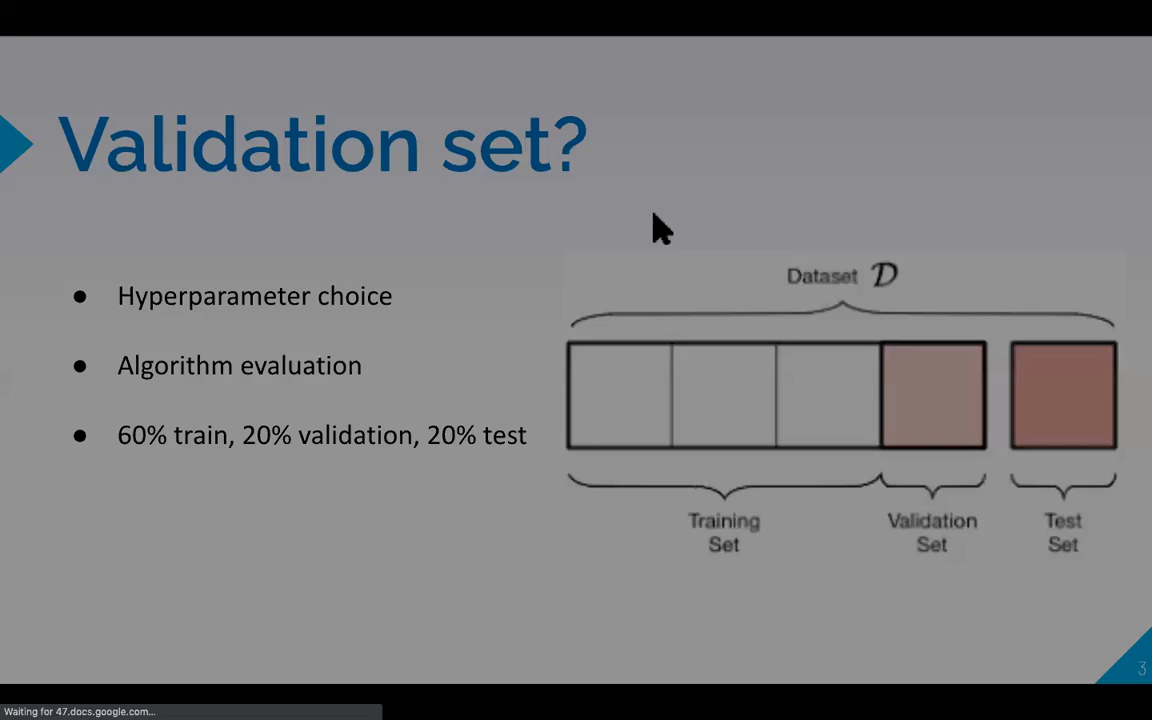 Validation set?
● Hyperparameter choice
● Algorithm evaluation
● 60% train, 20% validation, 20% test
Dataset 𝒟
Training
Set
Validation
Set
Test
Set
3
Waiting for 47.docs.google.com...